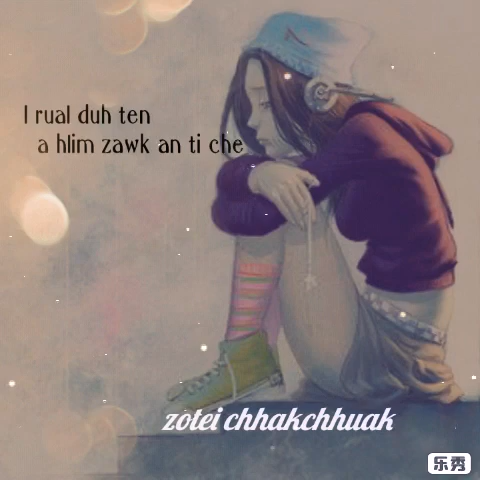 I rual duh ten
a hlim zawk an ti che
zotei chhakchhuak
乐秀